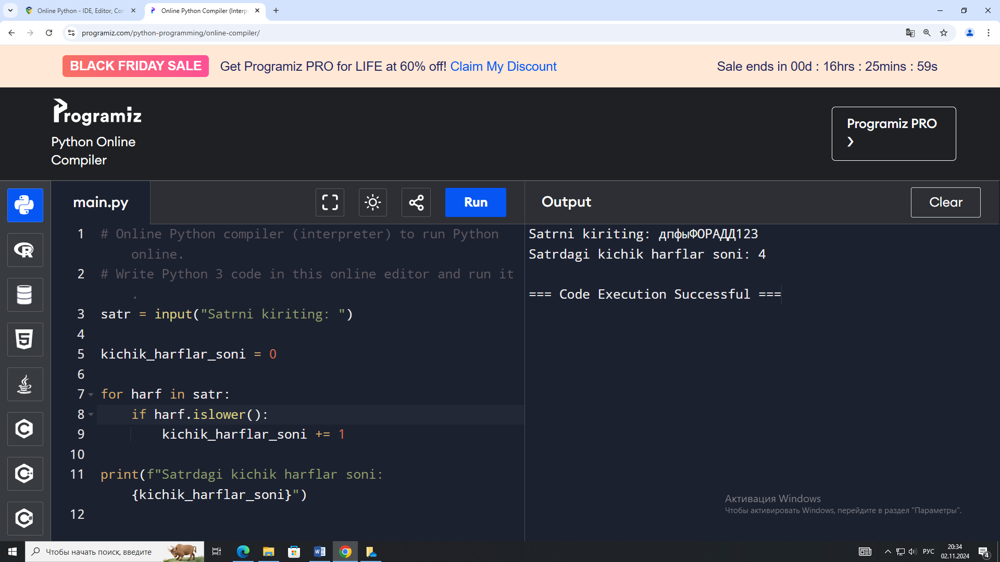 Online Python - IDE, Editor, Com
Online Python Compiler (Interp
programiz.com/python-programming/online-compiler/
BLACK FRIDAY SALE
Get Programiz PRO for LIFE at 60% off! Claim My Discount
Sale ends in 00d : 16hrs : 25mins : 59s
Programiz
Python Online
Compiler
Programiz PRO
❯
main.py
Run
Output
Clear
1 # Online Python compiler (interpreter) to run Python
online.
2 # Write Python 3 code in this online editor and run it
.
3 satr = input("Satrni kiriting: ")
4
5 kichik_harflar_soni = 0
6
7 for harf in satr:
8 if harf.islower():
9 kichik_harflar_soni += 1
10
11 print(f"Satrdagi kichik harflar soni:
{kichik_harflar_soni}")
12
Satrni kiriting: дпфыФОРАДД123
Satrdagi kichik harflar soni: 4
=== Code Execution Successful ===
Активация Windows
Чтобы активировать Windows, перейдите в раздел "Параметры".
Чтобы начать поиск, введите
РУС
20:34
02.11.2024
4